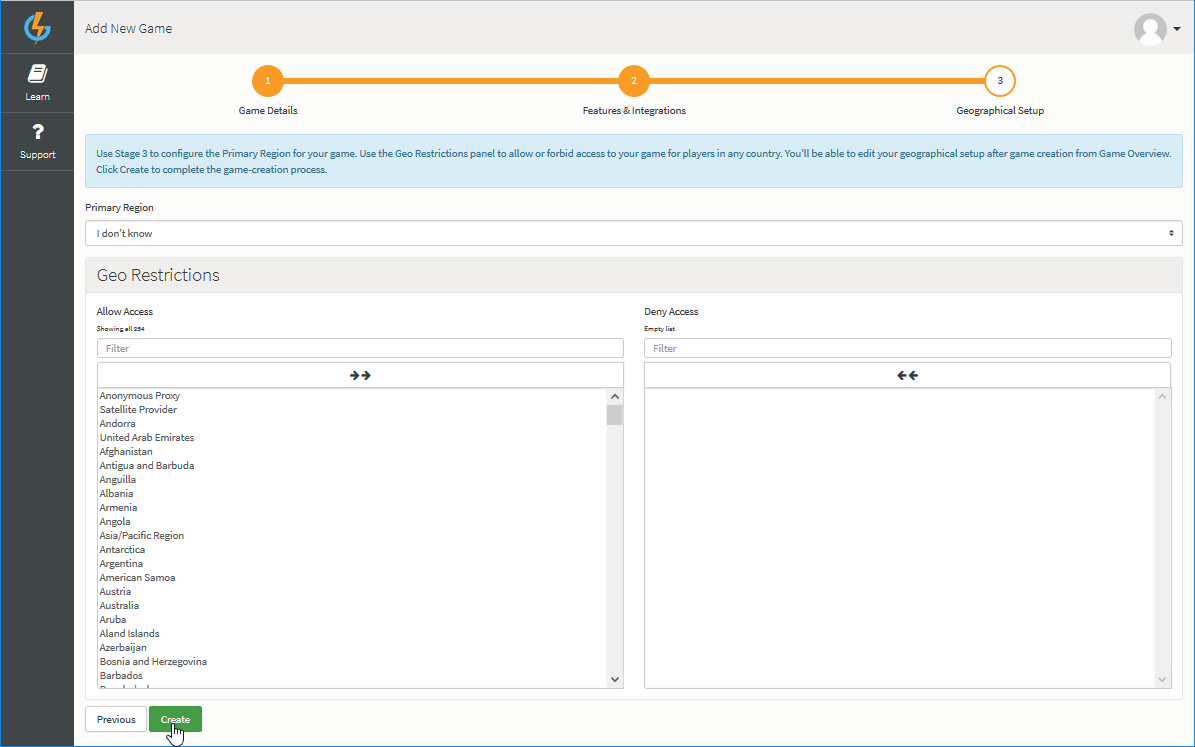 Add New Game
Learn
Support
1
2
3
Game Details
Features & Integrations
Geographical Setup
Use Stage 3 to configure the Primary Region for your game. Use the Geo Restrictions panel to allow or forbid access to your game for players in any country. You'll be able to edit your geographical setup after game creation from Game Overview.
Click Create to complete the game-creation process.
Primary Region
I don't know
Geo Restrictions
Allow Access
Showing all 254
Filter
Anonymous Proxy
Satellite Provider
Andorra
United Arab Emirates
Afghanistan
Antigua and Barbuda
Anguilla
Albania
Armenia
Angola
Asia/Pacific Region
Antarctica
Argentina
American Samoa
Austria
Australia
Aruba
Aland Islands
Azerbaijan
Bosnia and Herzegovina
Barbados
Deny Access
Empty list
Filter
Previous
Create